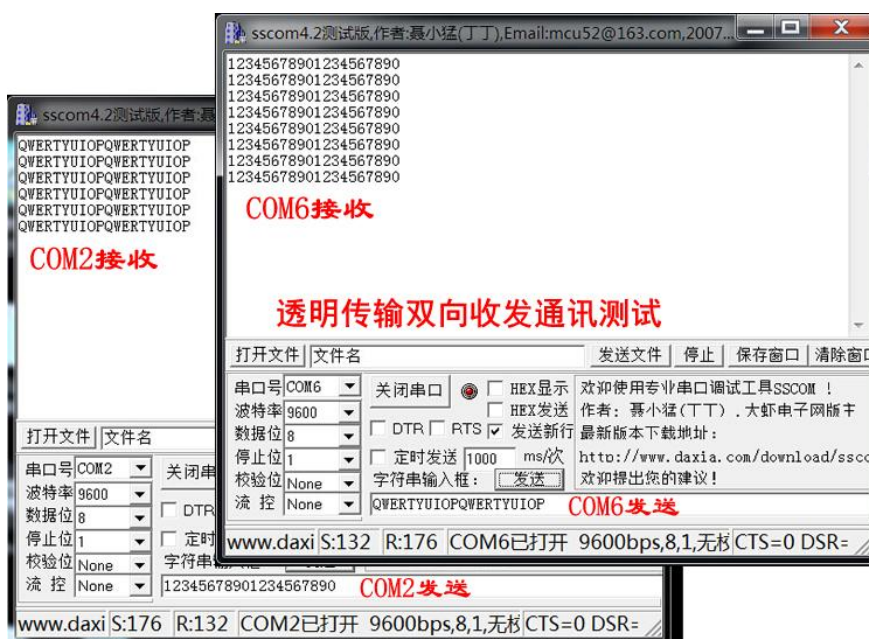 sscom4.2测试版,作者:聂小猛(丁丁),Email:mcu52@163.com,2007...
12345678901234567890
12345678901234567890
12345678901234567890
12345678901234567890
12345678901234567890
12345678901234567890
12345678901234567890
12345678901234567890
COM6接收
透明传输双向收发通讯测试
打开文件 文件名 发送文件 停止 保存窗口 清除窗口
串口号 COM6 关闭串口 HEX显示 欢迎使用专业串口调试工具SSCOM !
波特率 9600 HEX发送 作者: 聂小猛(丁丁) .大虾电子网版主
数据位 8 DTR RTS 发送新行 最新版本下载地址:
停止位 1 定时发送 1000 ms/次 http://www.daxia.com/download/ssco
校验位 None 字符串输入框: 发送 欢迎提出您的建议!
流 控 None QWERTYUIOPQWERTYUIOP COM6发送
www.daxi S:132 R:176 COM6已打开 9600bps,8,1,无校 CTS=0 DSR=
sscom4.2测试版,作者:聂
QWERTYUIOPQWERTYUIOP
QWERTYUIOPQWERTYUIOP
QWERTYUIOPQWERTYUIOP
QWERTYUIOPQWERTYUIOP
QWERTYUIOPQWERTYUIOP
QWERTYUIOPQWERTYUIOP
COM2接收
打开文件 文件名
串口号 COM2 关闭串
波特率 9600
数据位 8 DTR
停止位 1 定时
校验位 None 字符串
流 控 None 12345678901234567890 COM2发送
www.daxi S:176 R:132 COM2已打开 9600bps,8,1,无校 CTS=0 DSR=